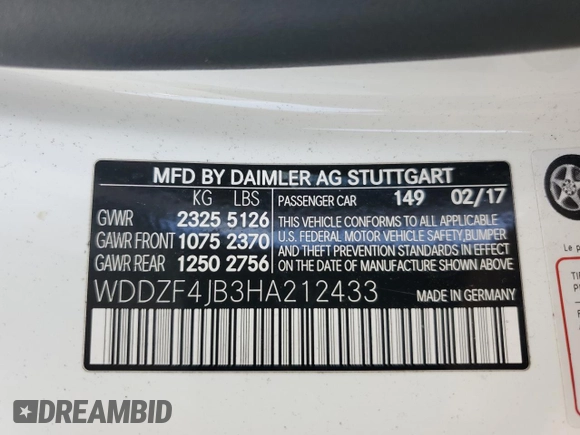 MFD BY DAIMLER AG STUTTGART
KG LBS PASSENGER CAR 149 02/17
GVWR 2325 5126 THIS VEHICLE CONFORMS TO ALL APPLICABLE
GAWR FRONT 1075 2370 U.S. FEDERAL MOTOR VEHICLE SAFETY,BUMPER
AND THEFT PREVENTION STANDARDS IN EFFECT
GAWR REAR 1250 2756 ON THE DATE OF MANUFACTURE SHOWN ABOVE.
WDDZF4JB3HA212433 MADE IN GERMANY
Le
DREAMBID